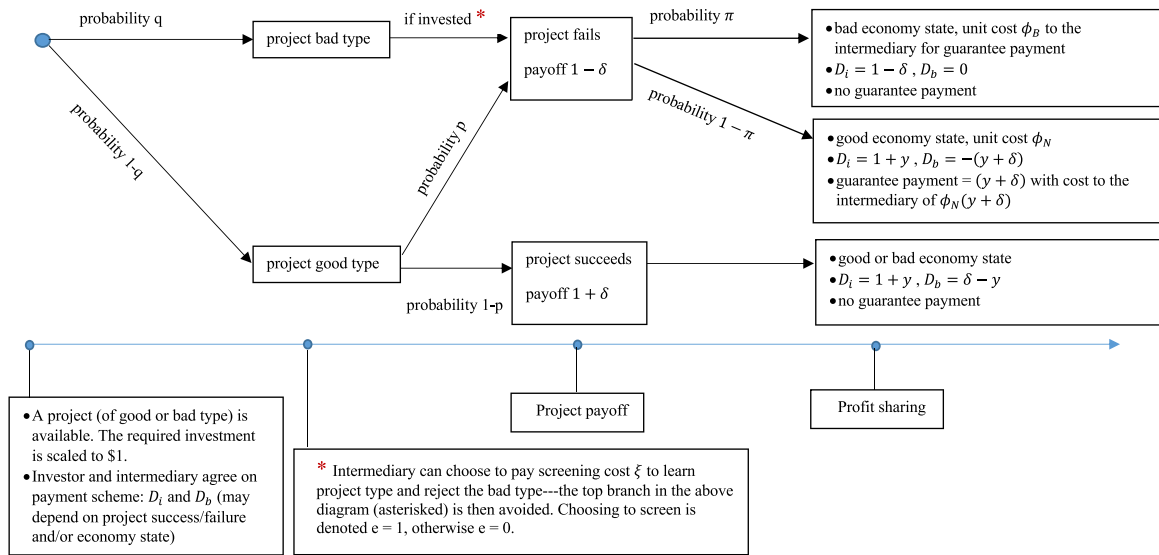 probability q
project bad type
if invested *
project fails
payoff 1 − δ
probability π
● bad economy state, unit cost ϕ_B to the
intermediary for guarantee payment
● D_i = 1 − δ , D_b = 0
● no guarantee payment
probability 1 − π
● good economy state, unit cost ϕ_N
● D_i = 1 + y , D_b = −(y + δ)
● guarantee payment = (y + δ) with cost to the
intermediary of ϕ_N(y + δ)
probability 1-q
probability p
project good type
probability 1-p
project succeeds
payoff 1 + δ
● good or bad economy state
● D_i = 1 + y , D_b = δ − y
● no guarantee payment
● A project (of good or bad type) is
available. The required investment
is scaled to $1.
● Investor and intermediary agree on
payment scheme: D_i and D_b (may
depend on project success/failure
and/or economy state)
* Intermediary can choose to pay screening cost ξ to learn
project type and reject the bad type---the top branch in the above
diagram (asterisked) is then avoided. Choosing to screen is
denoted e = 1, otherwise e = 0.
Project payoff
Profit sharing